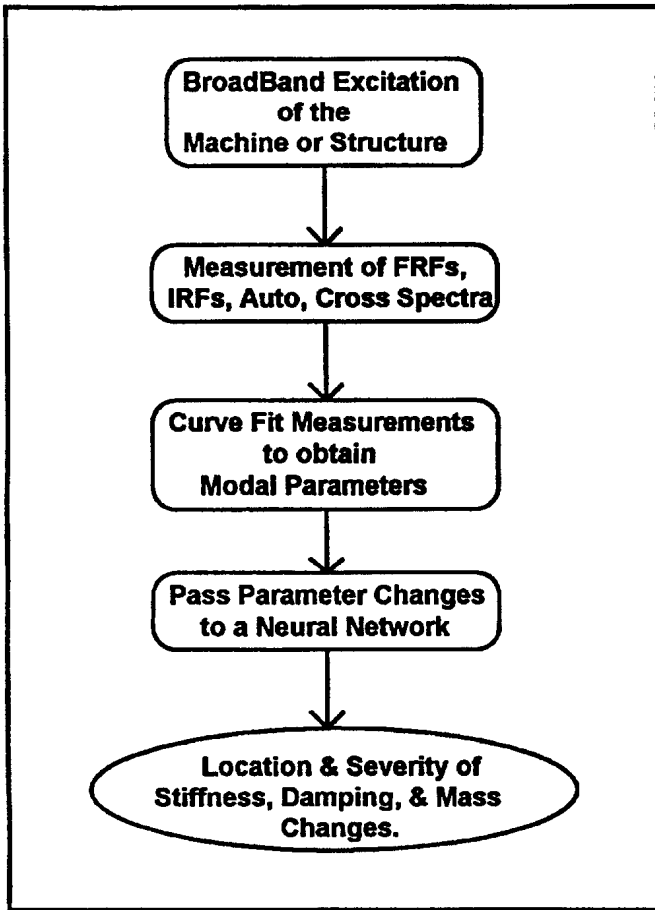 BroadBand Excitation
of the
Machine or Structure
Measurement of FRFs,
IRFs, Auto, Cross Spectra
Curve Fit Measurements
to obtain
Modal Parameters
Pass Parameter Changes
to a Neural Network
Location & Severity of
Stiffness, Damping, & Mass
Changes.